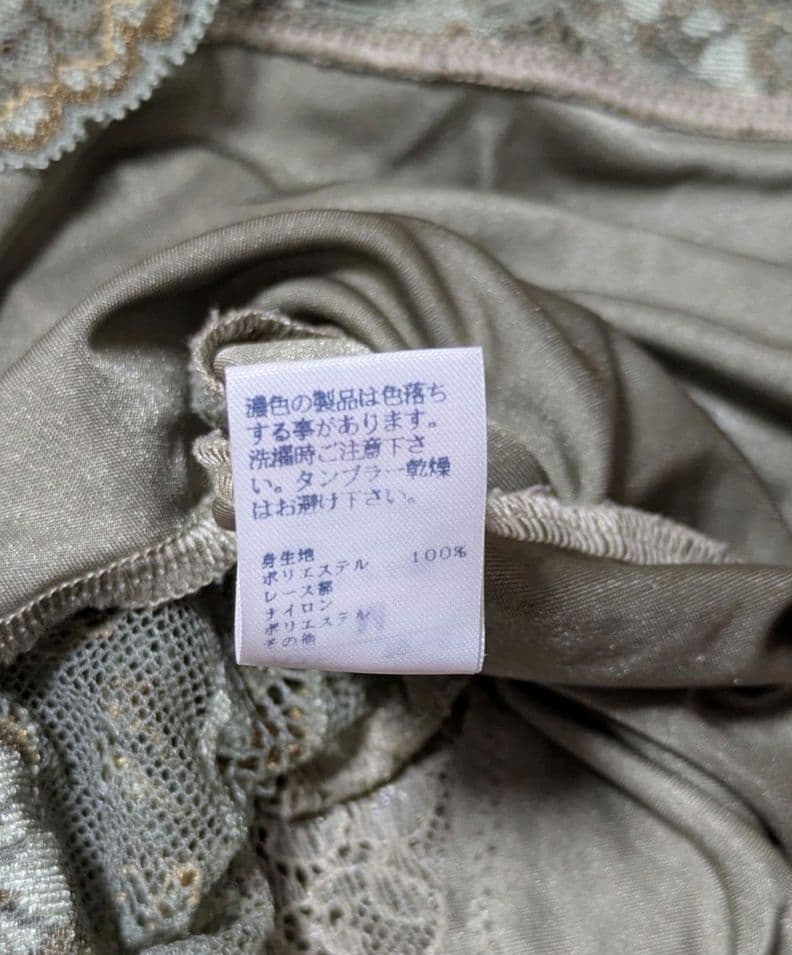 濃色の製品は色落ち
する事があります。
洗濯時ご注意下さ
い。タンブラー乾燥
はお避け下さい。
身生地
ポリエステル 100%
レース部
ナイロン
ポリエステル
その他